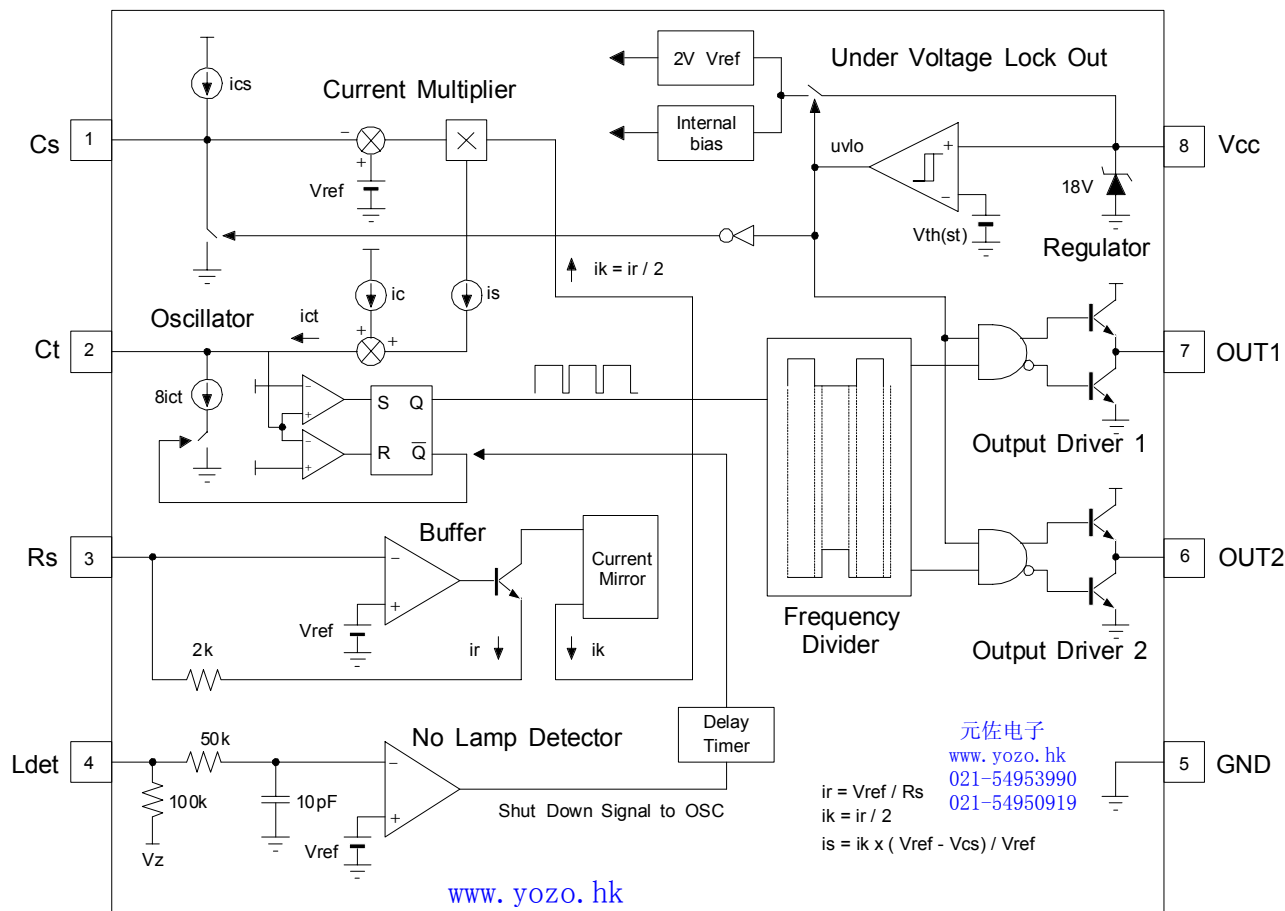 2V Vref
Under Voltage Lock Out
ics
Current Multiplier
Internal
bias
uvlo
Cs
1
−
+
Vref
+
−
18V
8
Vcc
Vth(st)
Regulator
ik = ir / 2
ic
is
Oscillator
ict
+
+
Ct
2
8ict
−
+
−
+
S Q
R Q̅
7
OUT1
Output Driver 1
Buffer
Rs
3
−
+
Vref
Current
Mirror
ir
ik
2k
Frequency
Divider
6
OUT2
Output Driver 2
Delay
Timer
No Lamp Detector
Ldet
4
50k
100k
Vz
10pF
−
+
Vref
Shut Down Signal to OSC
元佐电子
www.yozo.hk
021-54953990
021-54950919
5
GND
ir = Vref / Rs
ik = ir / 2
is = ik x ( Vref - Vcs) / Vref
www.yozo.hk